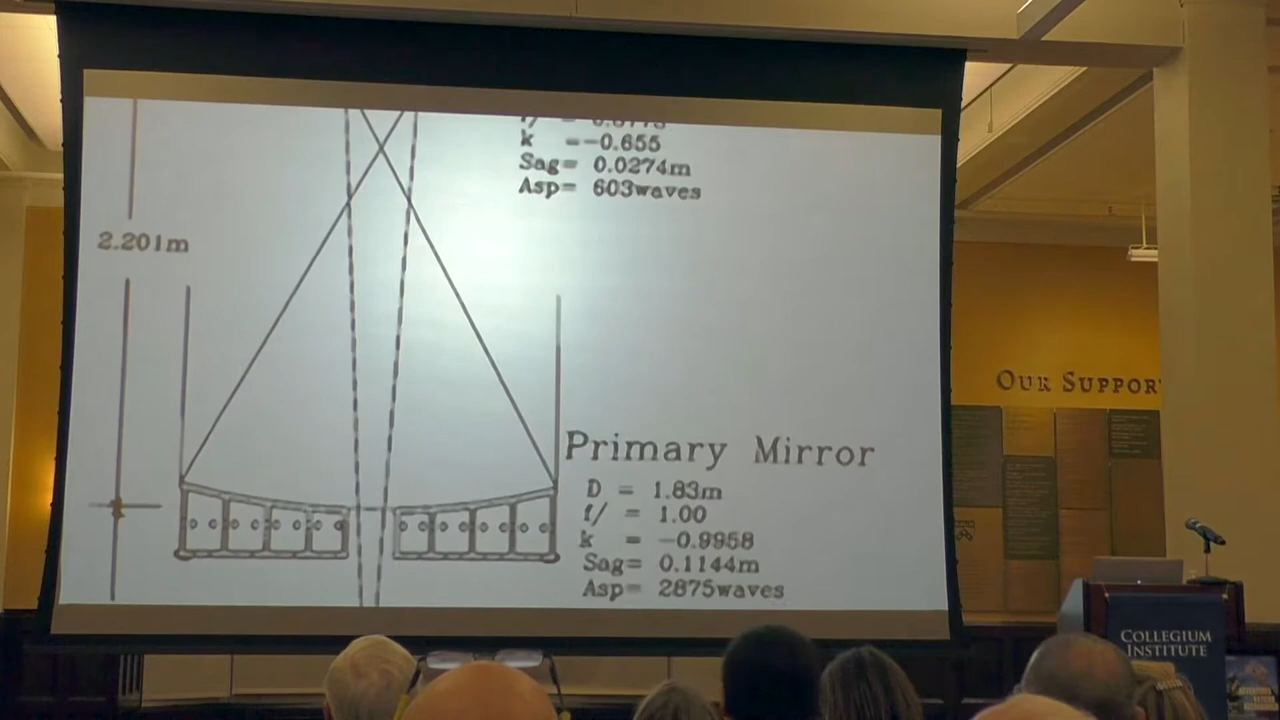 k =-0.655
Sag= 0.0274m
Asp= 603waves
2.201m
Primary Mirror
D = 1.83m
f/ = 1.00
k = -0.9958
Sag= 0.1144m
Asp= 2875waves
OUR SUPPOR
COLLEGIUM
INSTITUTE